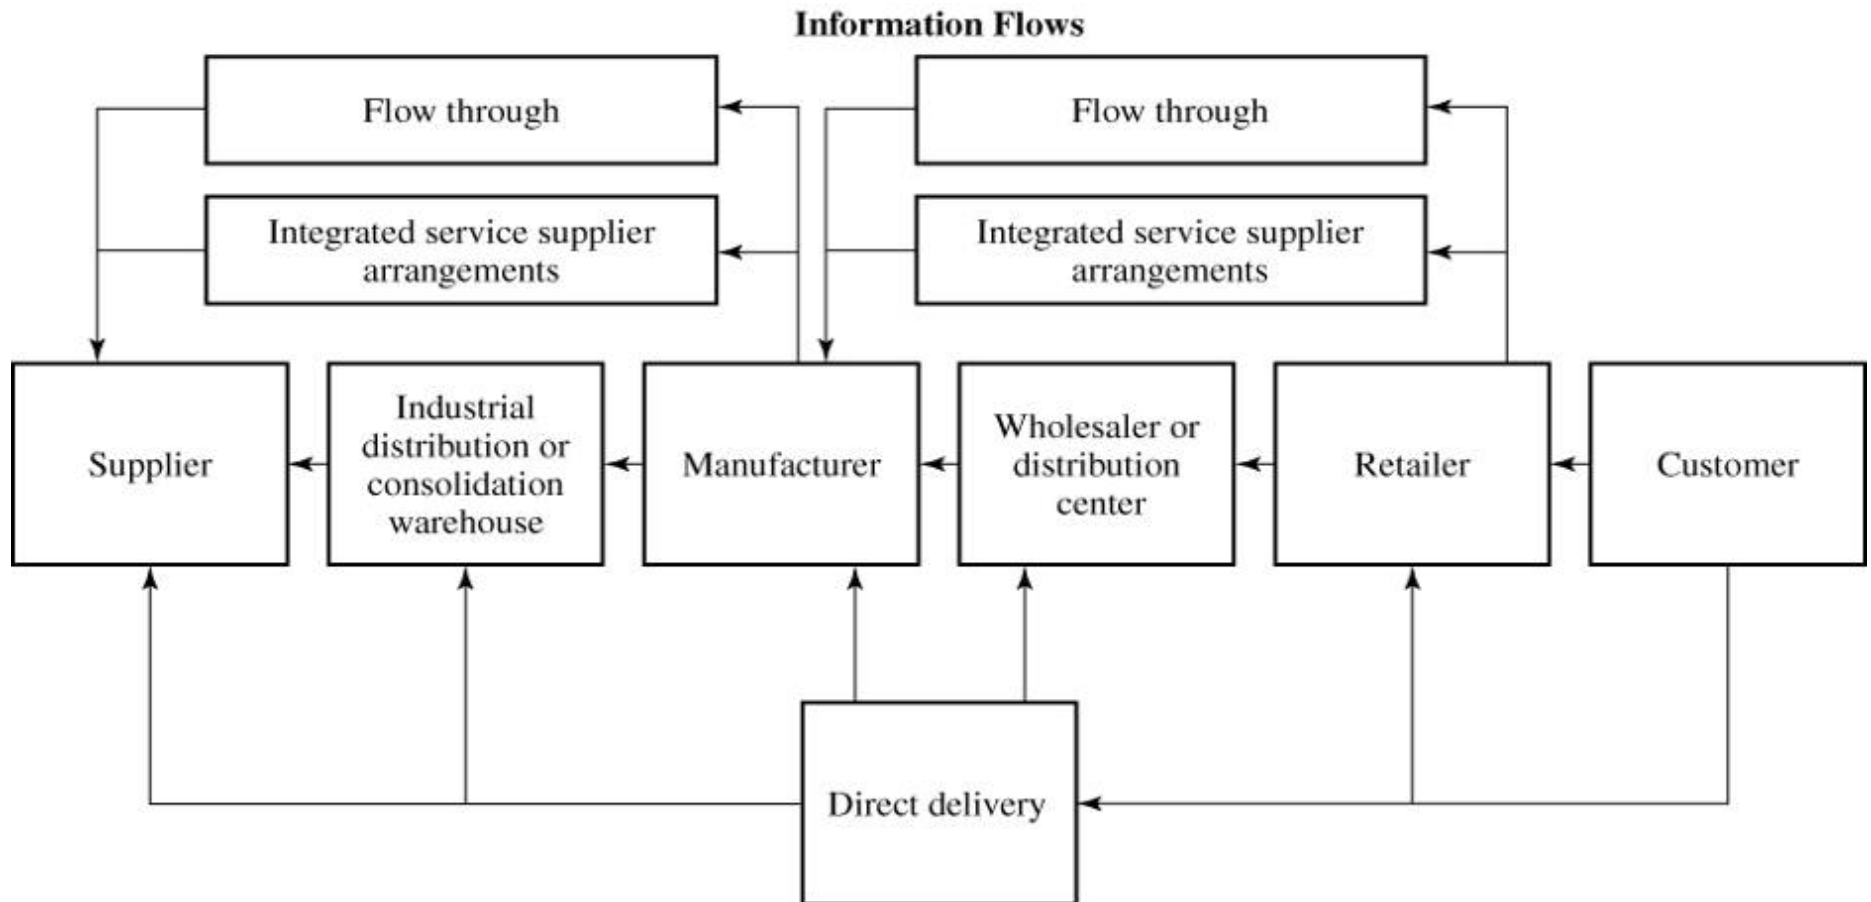 Information Flows
Flow through
Flow through
Integrated service supplier
arrangements
Integrated service supplier
arrangements
Supplier
Industrial
distribution or
consolidation
warehouse
Manufacturer
Wholesaler or
distribution
center
Retailer
Customer
Direct delivery